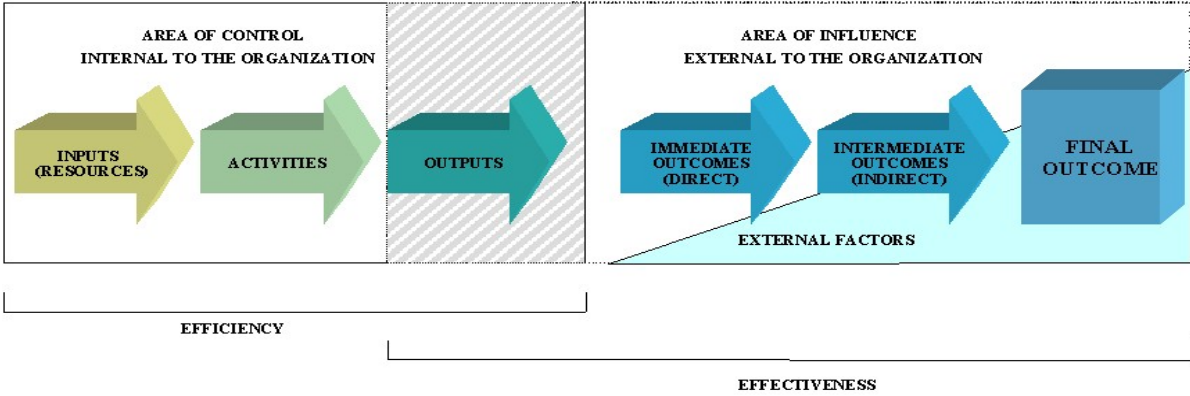 AREA OF CONTROL
INTERNAL TO THE ORGANIZATION
AREA OF INFLUENCE
EXTERNAL TO THE ORGANIZATION
INPUTS
(RESOURCES)
ACTIVITIES
OUTPUTS
IMMEDIATE
OUTCOMES
(DIRECT)
INTERMEDIATE
OUTCOMES
(INDIRECT)
FINAL
OUTCOME
EXTERNAL FACTORS
EFFICIENCY
EFFECTIVENESS